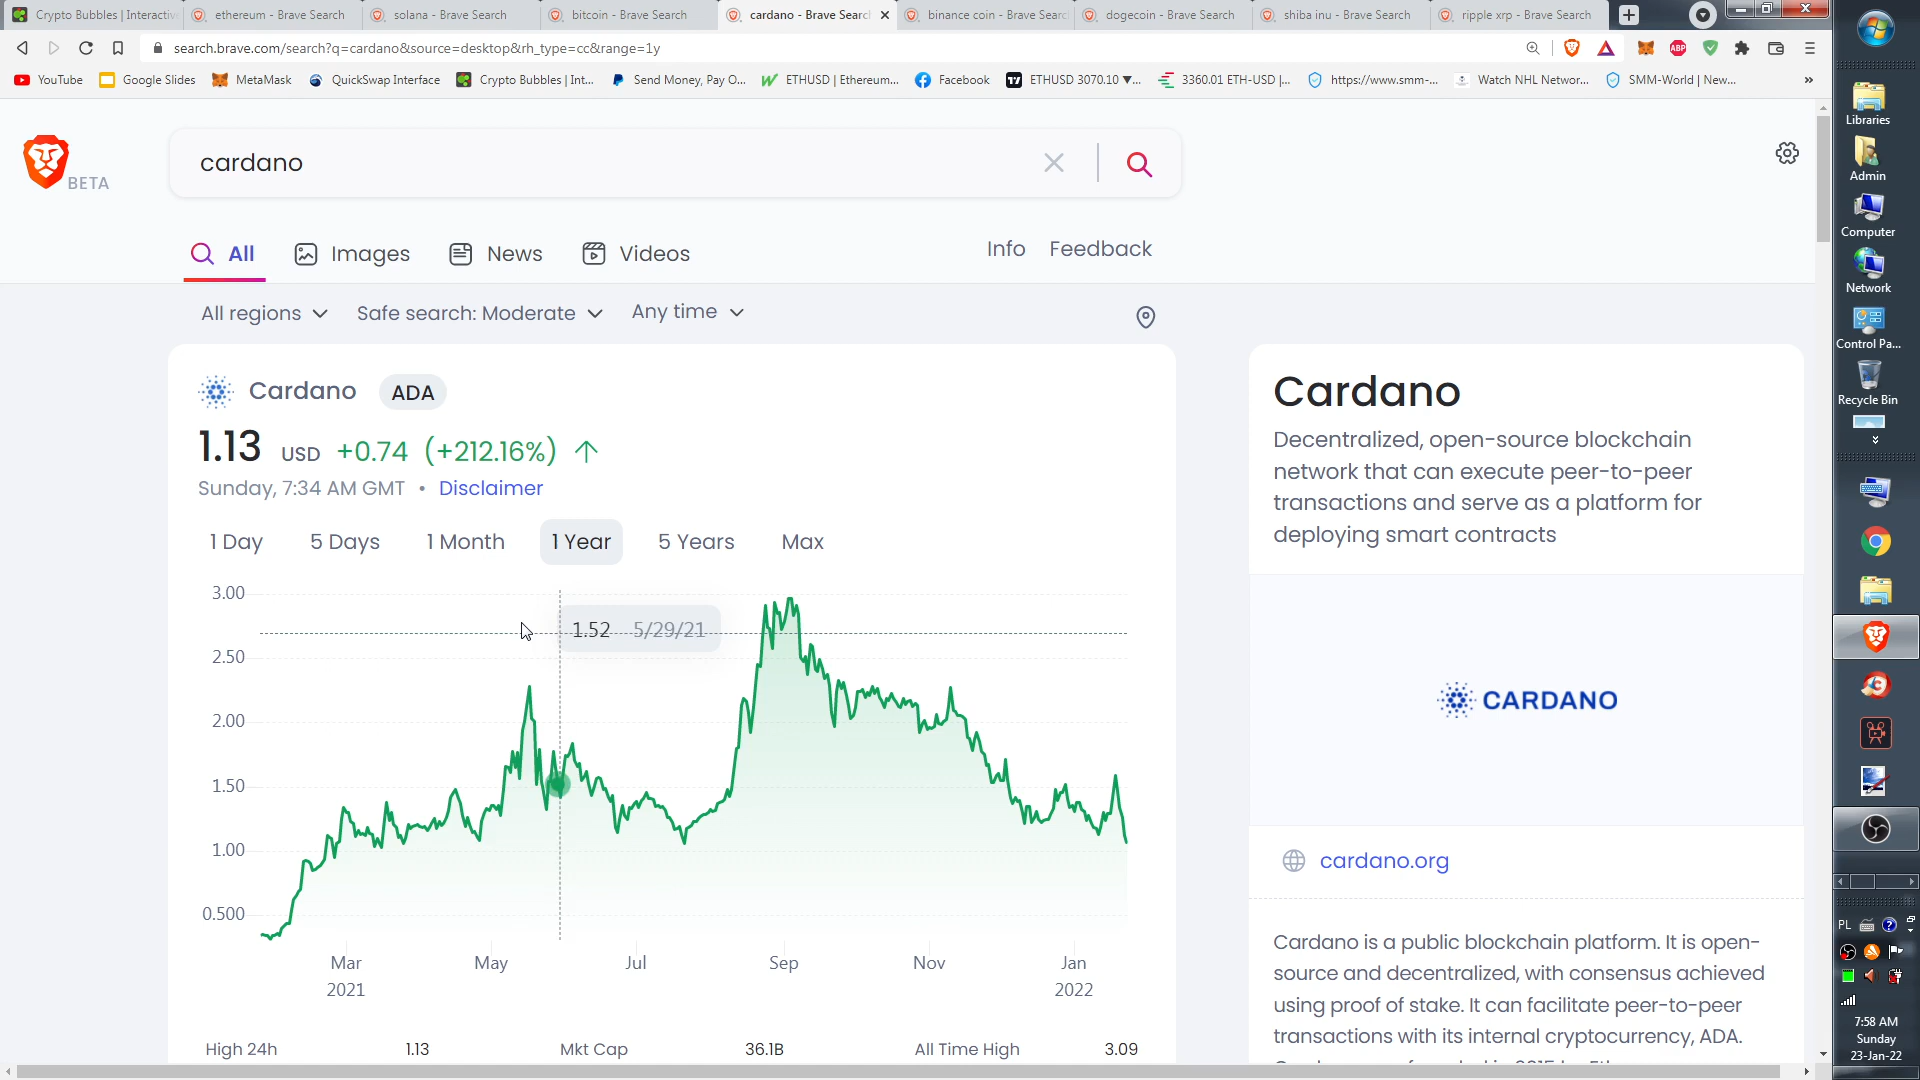 Crypto Bubbles | Interactiv
ethereum - Brave Search
solana - Brave Search
bitcoin - Brave Search
cardano - Brave Search
binance coin - Brave Searc
dogecoin - Brave Search
shiba inu - Brave Search
ripple xrp - Brave Search
search.brave.com/search?q=cardano&source=desktop&rh_type=cc&range=1y
ABP
YouTube
Google Slides
MetaMask
QuickSwap Interface
Crypto Bubbles | Int...
Send Money, Pay O...
ETHUSD | Ethereum...
Facebook
ETHUSD 3070.10 ▼...
3360.01 ETH-USD |...
https://www.smm-...
Watch NHL Networ...
SMM-World | New...
»
BETA
cardano
All
Images
News
Videos
Info
Feedback
All regions
Safe search: Moderate
Any time
Cardano ADA
1.13 USD +0.74 (+212.16%) ↑
Sunday, 7:34 AM GMT • Disclaimer
1 Day
5 Days
1 Month
1 Year
5 Years
Max
3.00
1.52 5/29/21
2.50
2.00
1.50
1.00
0.500
Mar
2021
May
Jul
Sep
Nov
Jan
2022
High 24h 1.13
Mkt Cap 36.1B
All Time High 3.09
Cardano
Decentralized, open-source blockchain
network that can execute peer-to-peer
transactions and serve as a platform for
deploying smart contracts
CARDANO
cardano.org
Cardano is a public blockchain platform. It is open-
source and decentralized, with consensus achieved
using proof of stake. It can facilitate peer-to-peer
transactions with its internal cryptocurrency, ADA.
Libraries
Admin
Computer
Network
Control Pa...
Recycle Bin
PL
7:58 AM
Sunday
23-Jan-22